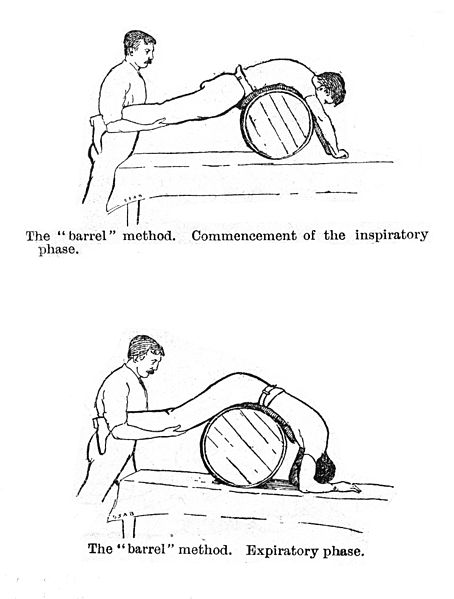 The "barrel" method. Commencement of the inspiratory
phase.
The "barrel" method. Expiratory phase.